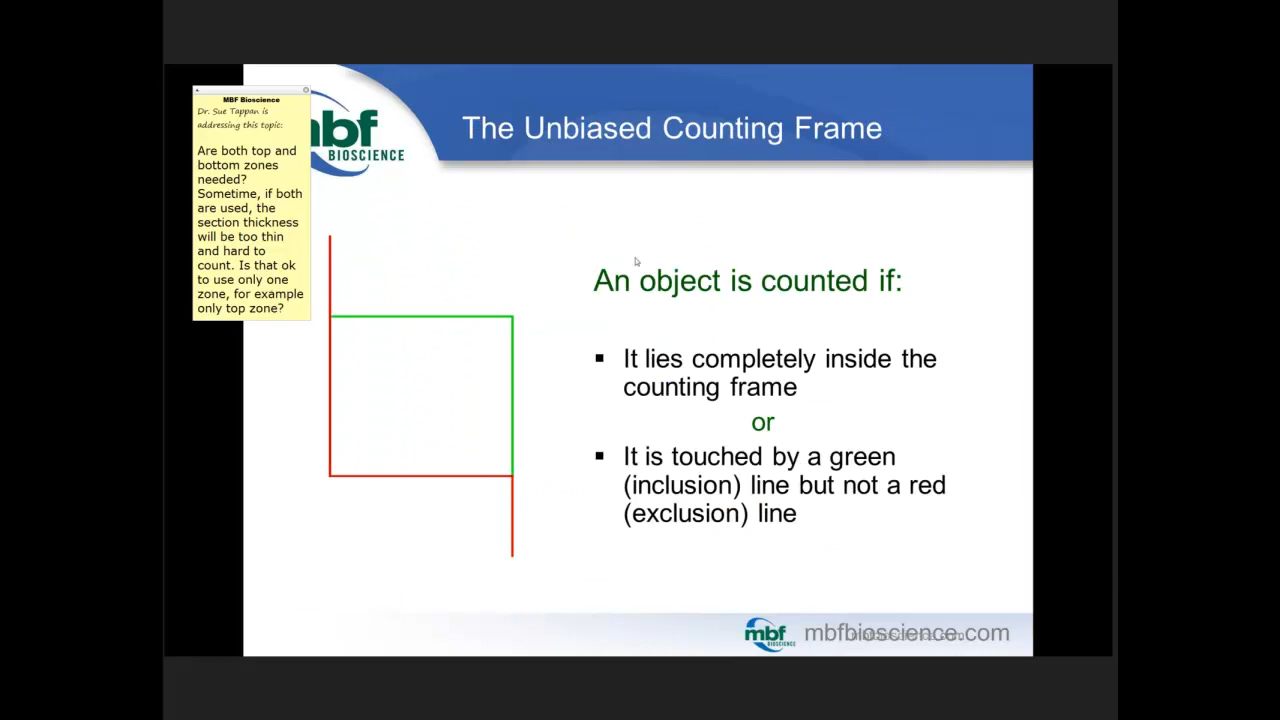 MBF Bioscience
Dr. Sue Tappan is
addressing this topic:
Are both top and
bottom zones
needed?
Sometime, if both
are used, the
section thickness
will be too thin
and hard to
count. Is that ok
to use only one
zone, for example
only top zone?
mbf
BIOSCIENCE
The Unbiased Counting Frame
An object is counted if:
▪ It lies completely inside the
counting frame
or
▪ It is touched by a green
(inclusion) line but not a red
(exclusion) line
mbf
BIOSCIENCE
mbfbioscience.com